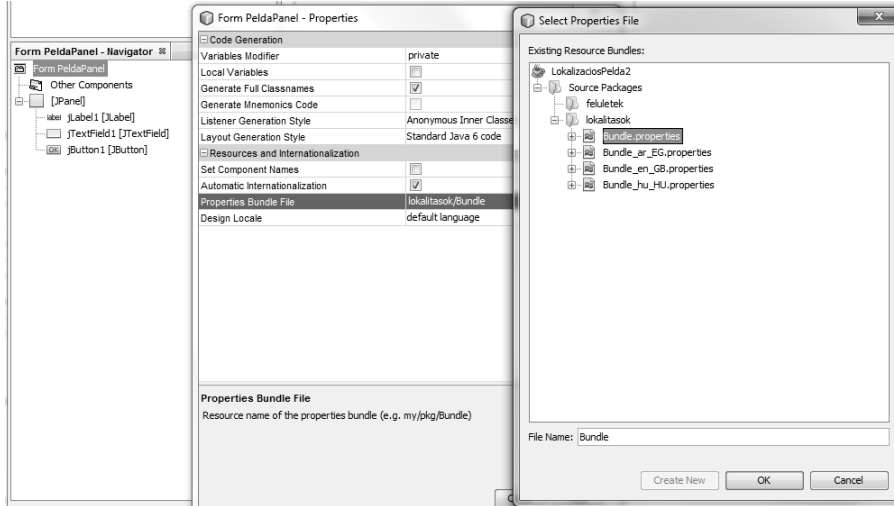 Form PeldaPanel - Navigator
Form PeldaPanel
Other Components
[JPanel]
label jLabel1 [JLabel]
jTextField1 [JTextField]
OK jButton1 [JButton]
Form PeldaPanel - Properties
Code Generation
Variables Modifier private
Local Variables
Generate Full Classnames
Generate Mnemonics Code
Listener Generation Style Anonymous Inner Classe
Layout Generation Style Standard Java 6 code
Resources and Internationalization
Set Component Names
Automatic Internationalization
Properties Bundle File lokalitasok/Bundle
Design Locale default language
Properties Bundle File
Resource name of the properties bundle (e.g. my/pkg/Bundle)
Select Properties File
Existing Resource Bundles:
LokalizaciosPelda2
Source Packages
feluletek
lokalitasok
Bundle.properties
Bundle_ar_EG.properties
Bundle_en_GB.properties
Bundle_hu_HU.properties
File Name: Bundle
Create New OK Cancel